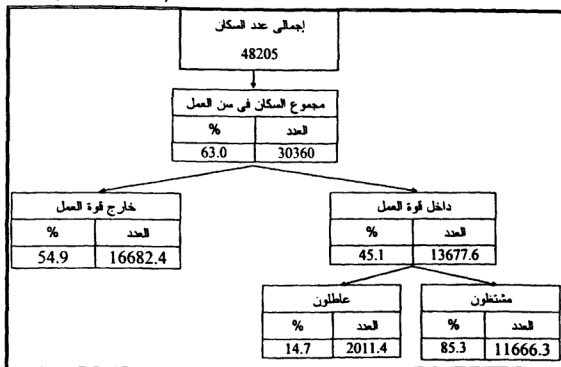 إجمالى عدد السكان
48205
مجموع السكان فى سن العمل
العدد %
30360 63.0
داخل قوة العمل
العدد %
13677.6 45.1
خارج قوة العمل
العدد %
16682.4 54.9
مشتغلون
العدد %
11666.3 85.3
عاطلون
العدد %
2011.4 14.7